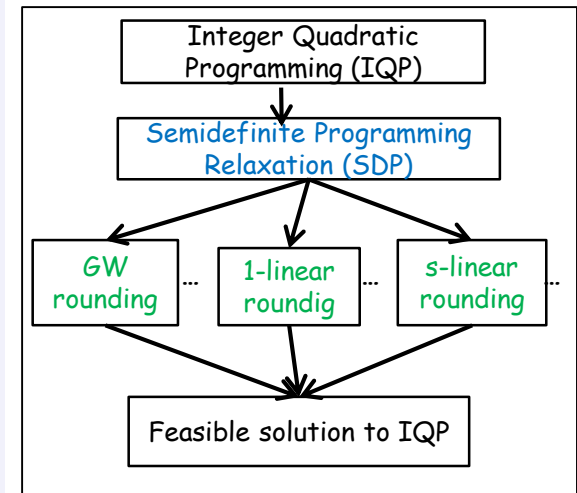 Integer Quadratic
Programming (IQP)
Semidefinite Programming
Relaxation (SDP)
GW
rounding
...
1-linear
roundig
...
s-linear
rounding
...
Feasible solution to IQP